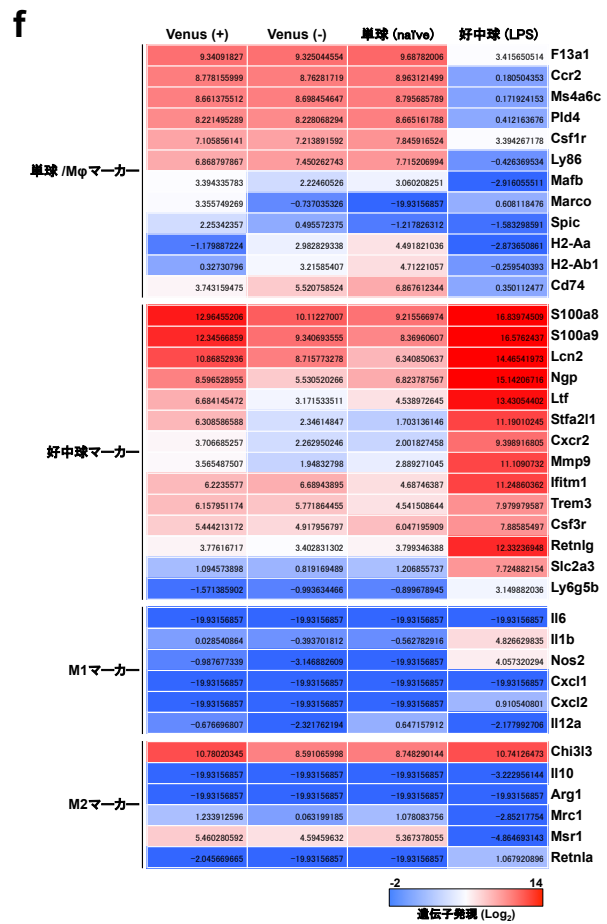 f
Venus (+) Venus (-) 単球 (naïve) 好中球 (LPS)
単球 /Mφマーカー
9.34091827 9.325044554 9.68782006 3.415650514 F13a1
8.778155999 8.76281719 8.963121499 0.180504353 Ccr2
8.661375512 8.698454647 8.795685789 0.171924153 Ms4a6c
8.221495289 8.228068294 8.665161788 0.412163676 Pld4
7.105856141 7.213891592 7.845916524 3.394267178 Csf1r
6.868797867 7.450262743 7.715206994 -0.426369534 Ly86
3.394335783 2.22460526 3.060208251 -2.916055511 Mafb
3.355749269 -0.737035326 -19.93156857 0.608118476 Marco
2.25342357 0.495572375 -1.217826312 -1.583298591 Spic
-1.179887224 2.982829338 4.491821036 -2.873650861 H2-Aa
0.32730796 3.21585407 4.71221057 -0.259540393 H2-Ab1
3.743159475 5.520758524 6.867612344 0.350112477 Cd74
好中球マーカー
12.96455206 10.11227007 9.215566974 16.83974509 S100a8
12.34566859 9.340693555 8.36960607 16.5762437 S100a9
10.86852936 8.715773278 6.340850637 14.46541973 Lcn2
8.596528955 5.530520266 6.823787567 15.14206716 Ngp
6.684145472 3.171533511 4.538972645 13.43054402 Ltf
6.308586588 2.34614847 1.703136146 11.19010245 Stfa2l1
3.706685257 2.262950246 2.001827458 9.398916805 Cxcr2
3.565487507 1.94832798 2.889271045 11.1090732 Mmp9
6.2235577 6.68943895 4.68746387 11.24860362 Ifitm1
6.157951174 5.771864455 4.541508644 7.979979587 Trem3
5.444213172 4.917956797 6.047195909 7.88585497 Csf3r
3.77616717 3.402831302 3.799346388 12.33236948 Retnlg
1.094573898 0.819169489 1.206855737 7.724882154 Slc2a3
-1.571385902 -0.993634466 -0.899678945 3.149882036 Ly6g5b
M1マーカー
-19.93156857 -19.93156857 -19.93156857 -19.93156857 Il6
0.028540864 -0.393701812 -0.562782916 4.826629835 Il1b
-0.987677339 -3.146882609 -19.93156857 4.057320294 Nos2
-19.93156857 -19.93156857 -19.93156857 -19.93156857 Cxcl1
-19.93156857 -19.93156857 -19.93156857 0.910540801 Cxcl2
-0.676696807 -2.321762194 0.647157912 -2.177992706 Il12a
M2マーカー
10.78020345 8.591065998 8.748290144 10.74126473 Chi3l3
-19.93156857 -19.93156857 -19.93156857 -3.222956144 Il10
-19.93156857 -19.93156857 -19.93156857 -19.93156857 Arg1
1.233912596 0.063199185 1.078083756 -2.85217754 Mrc1
5.460280592 4.59459632 5.367378055 -4.864693143 Msr1
-2.045669665 -19.93156857 -19.93156857 1.067920896 Retnla
-2 14
遺伝子発現 (Log2)